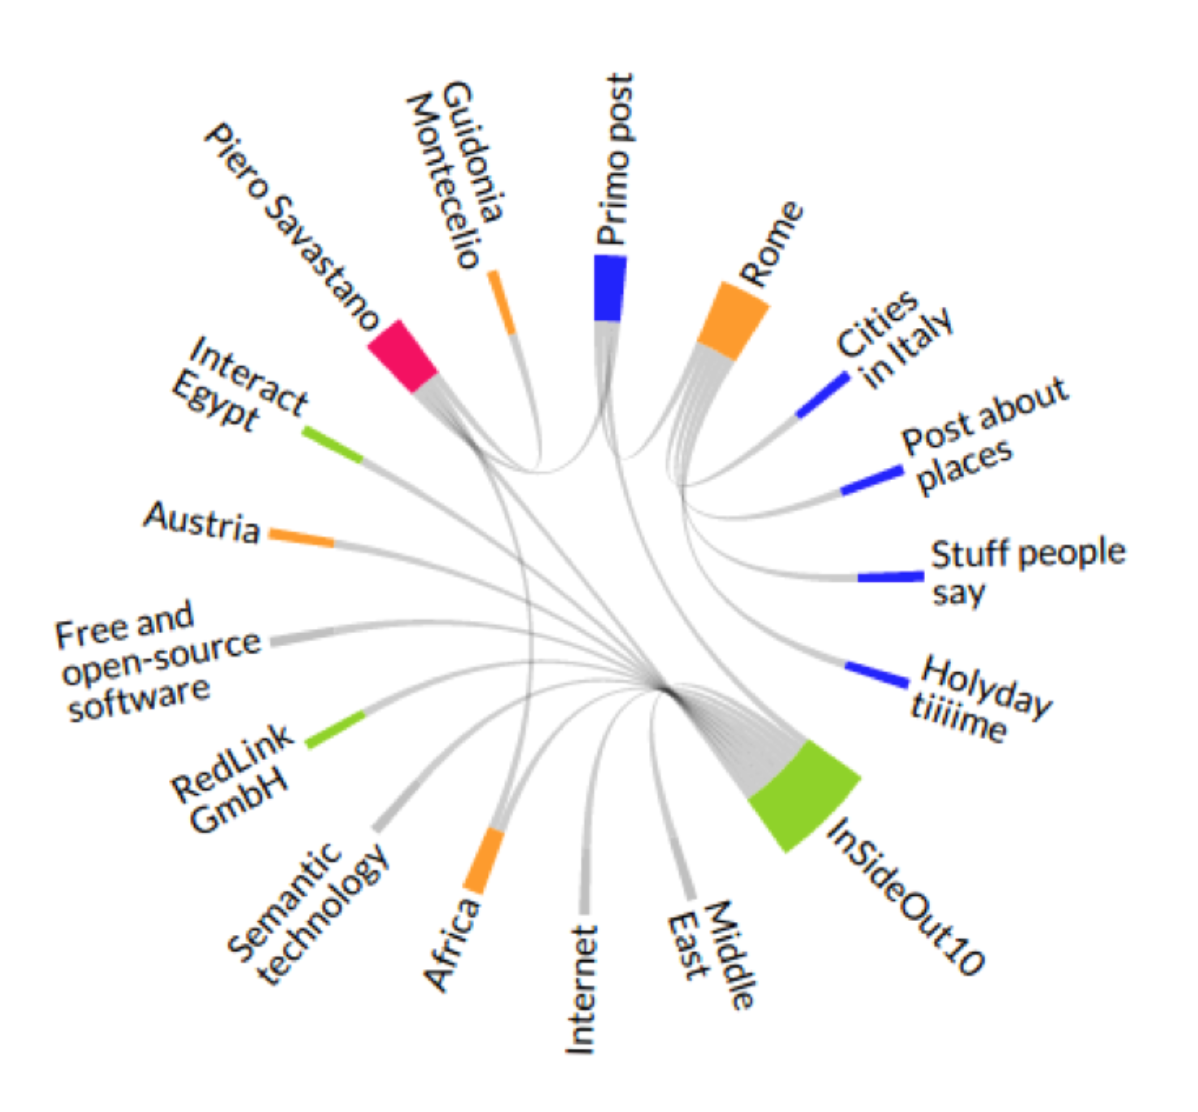 Primo post
Rome
Cities
in Italy
Post about
places
Stuff people
say
Holyday
tiiiiime
InSideOut10
Middle
East
Internet
Africa
Semantic
technology
RedLink
GmbH
Free and
open-source
software
Austria
Interact
Egypt
Piero Savastano
Guidonia
Montecelio